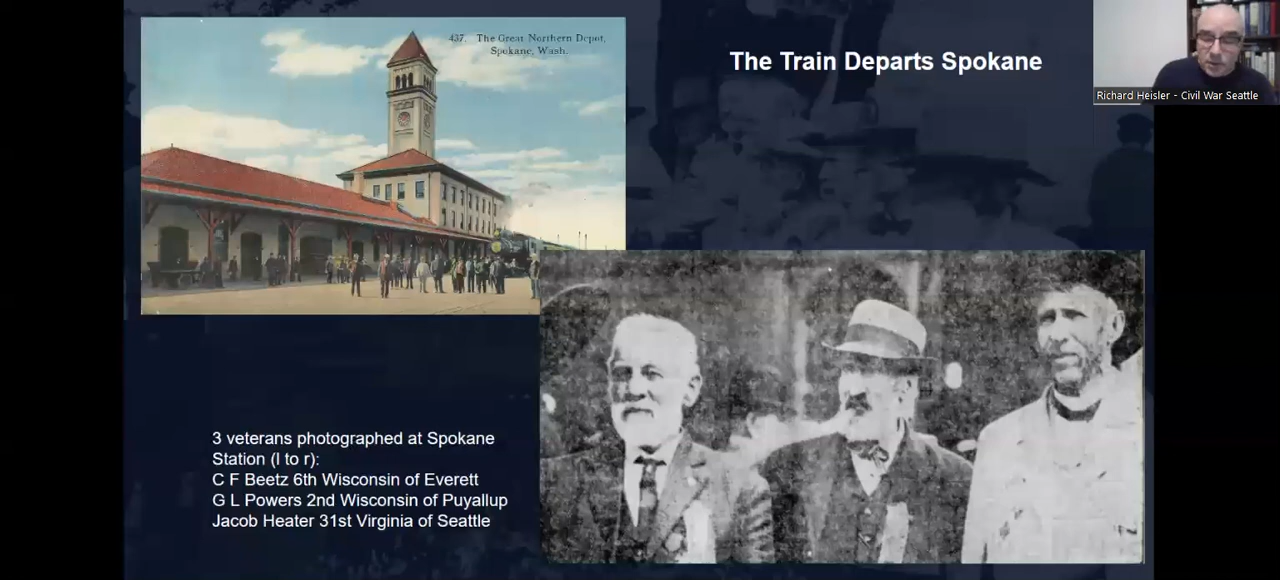 437. The Great Northern Depot,
Spokane, Wash.
The Train Departs Spokane
Richard Heisler - Civil War Seattle
3 veterans photographed at Spokane
Station (l to r):
C F Beetz 6th Wisconsin of Everett
G L Powers 2nd Wisconsin of Puyallup
Jacob Heater 31st Virginia of Seattle